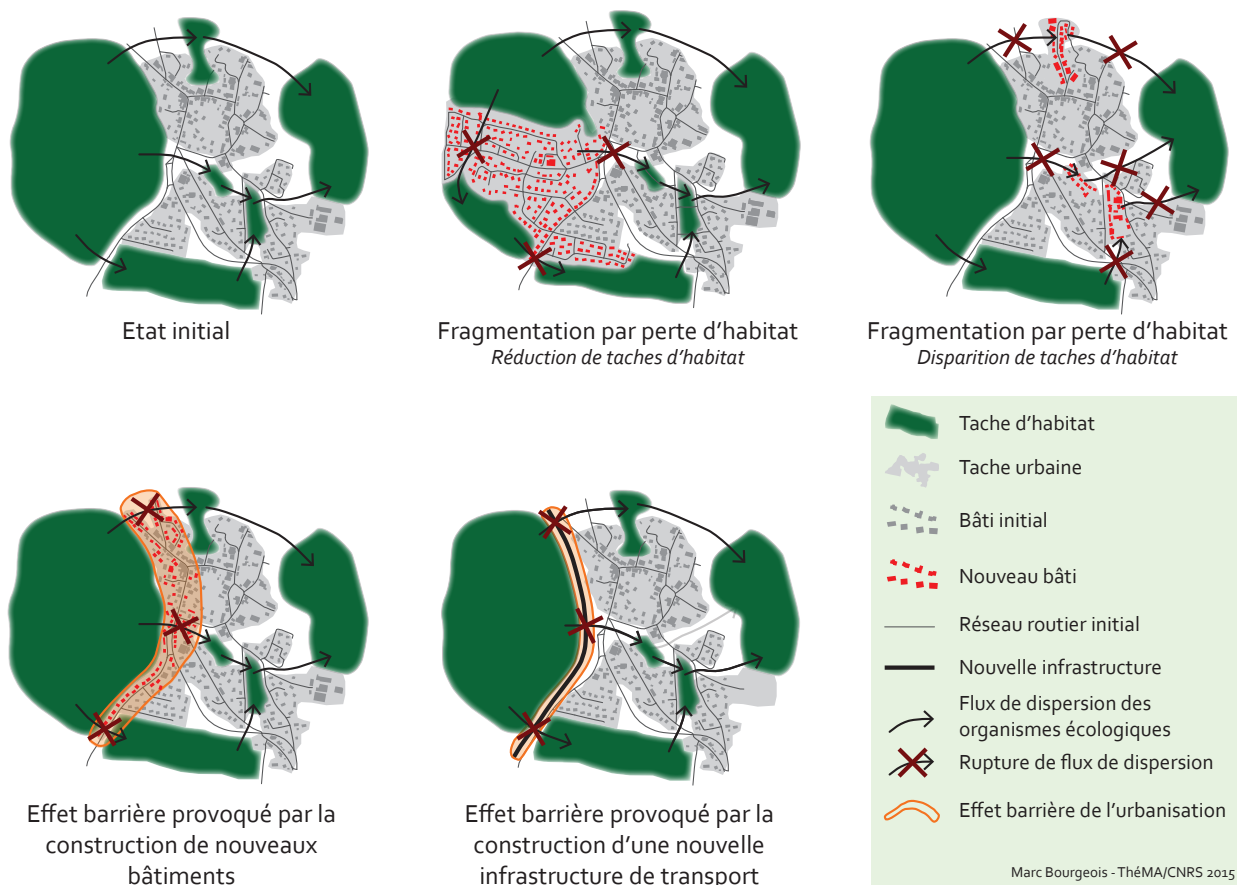 Etat initial
Fragmentation par perte d'habitat
Réduction de taches d'habitat
Fragmentation par perte d'habitat
Disparition de taches d'habitat
Effet barrière provoqué par la
construction de nouveaux
bâtiments
Effet barrière provoqué par la
construction d'une nouvelle
infrastructure de transport
Tache d'habitat
Tache urbaine
Bâti initial
Nouveau bâti
Réseau routier initial
Nouvelle infrastructure
Flux de dispersion des
organismes écologiques
Rupture de flux de dispersion
Effet barrière de l'urbanisation
Marc Bourgeois - ThéMA/CNRS 2015